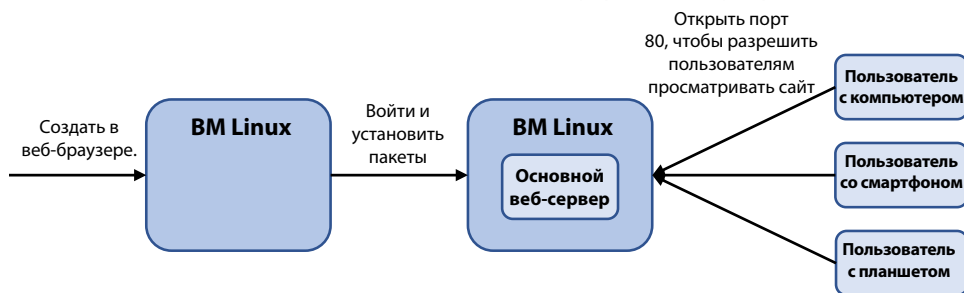 Создать в
веб-браузере.
ВМ Linux
Войти и
установить
пакеты
ВМ Linux
Основной
веб-сервер
Открыть порт
80, чтобы разрешить
пользователям
просматривать сайт
Пользователь
с компьютером
Пользователь
со смартфоном
Пользователь
с планшетом